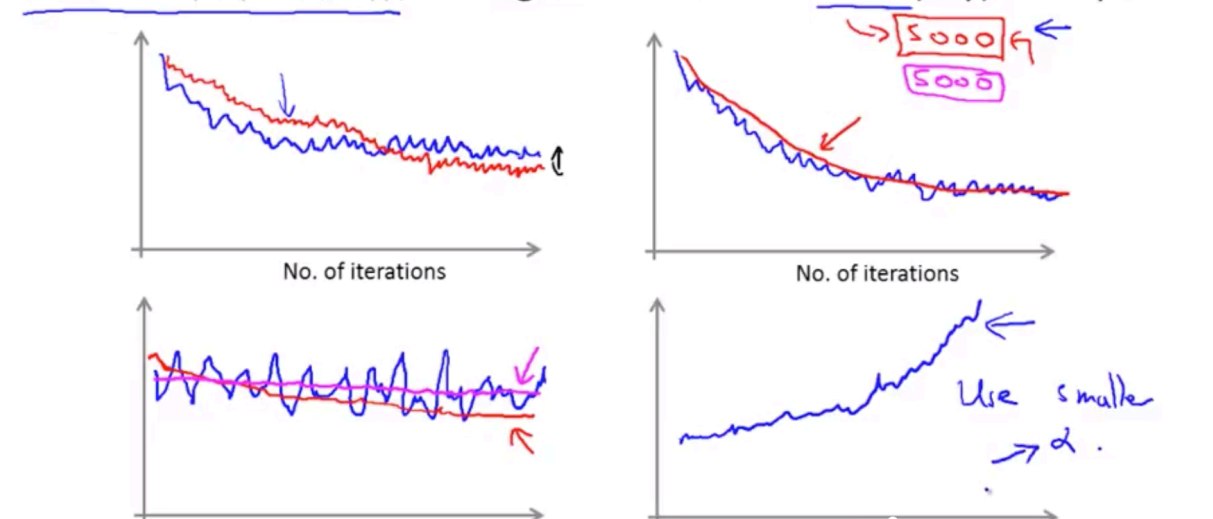 5000
5000
No. of iterations
No. of iterations
Use smaller
→ α.